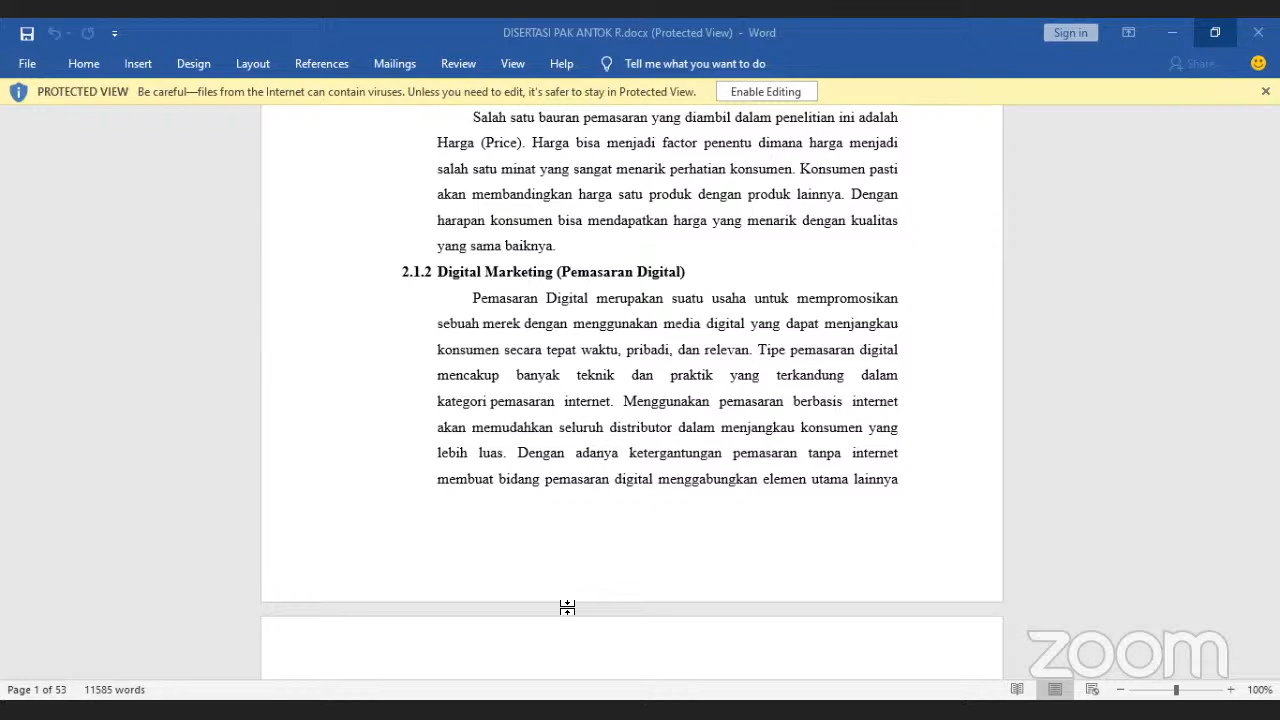 DISERTASI PAK ANTOK R.docx (Protected View) - Word
Sign in
File Home Insert Design Layout References Mailings Review View Help Tell me what you want to do Share
PROTECTED VIEW Be careful—files from the Internet can contain viruses. Unless you need to edit, it's safer to stay in Protected View. Enable Editing
Salah satu bauran pemasaran yang diambil dalam penelitian ini adalah
Harga (Price). Harga bisa menjadi factor penentu dimana harga menjadi
salah satu minat yang sangat menarik perhatian konsumen. Konsumen pasti
akan membandingkan harga satu produk dengan produk lainnya. Dengan
harapan konsumen bisa mendapatkan harga yang menarik dengan kualitas
yang sama baiknya.
2.1.2 Digital Marketing (Pemasaran Digital)
Pemasaran Digital merupakan suatu usaha untuk mempromosikan
sebuah merek dengan menggunakan media digital yang dapat menjangkau
konsumen secara tepat waktu, pribadi, dan relevan. Tipe pemasaran digital
mencakup banyak teknik dan praktik yang terkandung dalam
kategori pemasaran internet. Menggunakan pemasaran berbasis internet
akan memudahkan seluruh distributor dalam menjangkau konsumen yang
lebih luas. Dengan adanya ketergantungan pemasaran tanpa internet
membuat bidang pemasaran digital menggabungkan elemen utama lainnya
zoom
Page 1 of 53 11585 words 100%